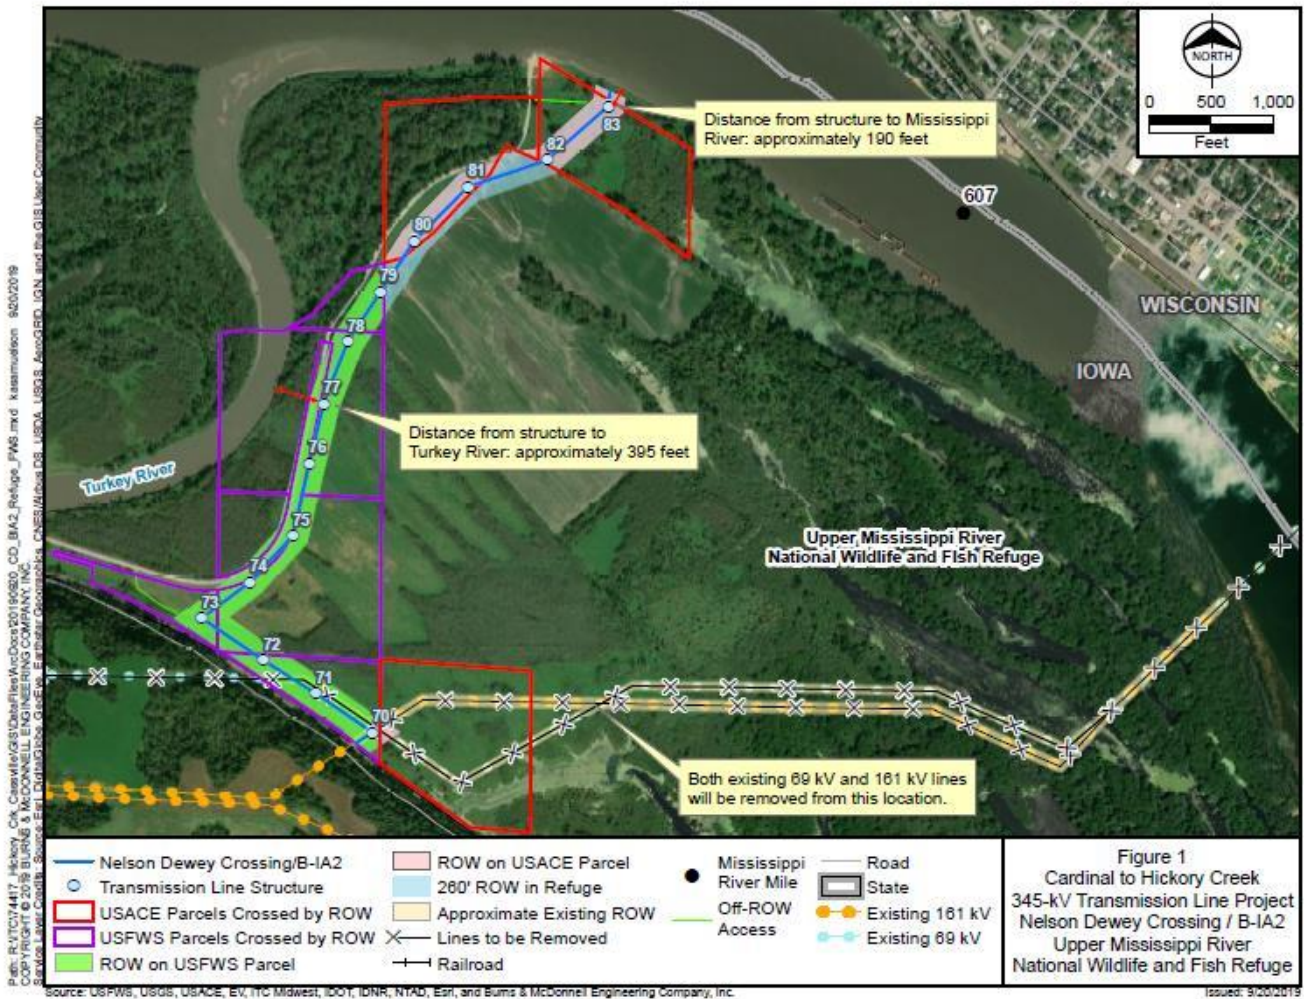 NORTH
0 500 1,000
Feet
Distance from structure to Mississippi
River: approximately 190 feet
83
82
81
80
79
78
77
76
75
74
73
72
71
70
607
WISCONSIN
IOWA
Distance from structure to
Turkey River: approximately 395 feet
Turkey River
Upper Mississippi River
National Wildlife and Fish Refuge
Both existing 69 kV and 161 kV lines
will be removed from this location.
Nelson Dewey Crossing/B-IA2
Transmission Line Structure
USACE Parcels Crossed by ROW
USFWS Parcels Crossed by ROW
ROW on USFWS Parcel
ROW on USACE Parcel
260' ROW in Refuge
Approximate Existing ROW
Lines to be Removed
Railroad
Mississippi
River Mile
Off-ROW
Access
Road
State
Existing 161 kV
Existing 69 kV
Figure 1
Cardinal to Hickory Creek
345-kV Transmission Line Project
Nelson Dewey Crossing / B-IA2
Upper Mississippi River
National Wildlife and Fish Refuge
Source: USFWS, USGS, USACE, EV, ITC Midwest, IDOT, IDNR, NTAD, Esri, and Burns & McDonnell Engineering Company, Inc.
Issued: 9/20/2019
COPYRIGHT © 2019 BURNS & McDONNELL ENGINEERING COMPANY, INC.